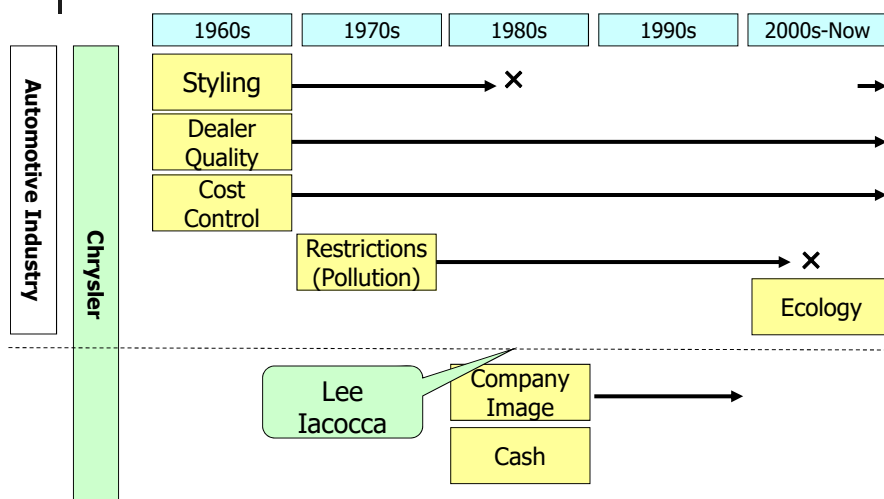 1960s
1970s
1980s
1990s
2000s-Now
Automotive Industry
Chrysler
Styling
Dealer
Quality
Cost
Control
Restrictions
(Pollution)
Ecology
Lee
Iacocca
Company
Image
Cash